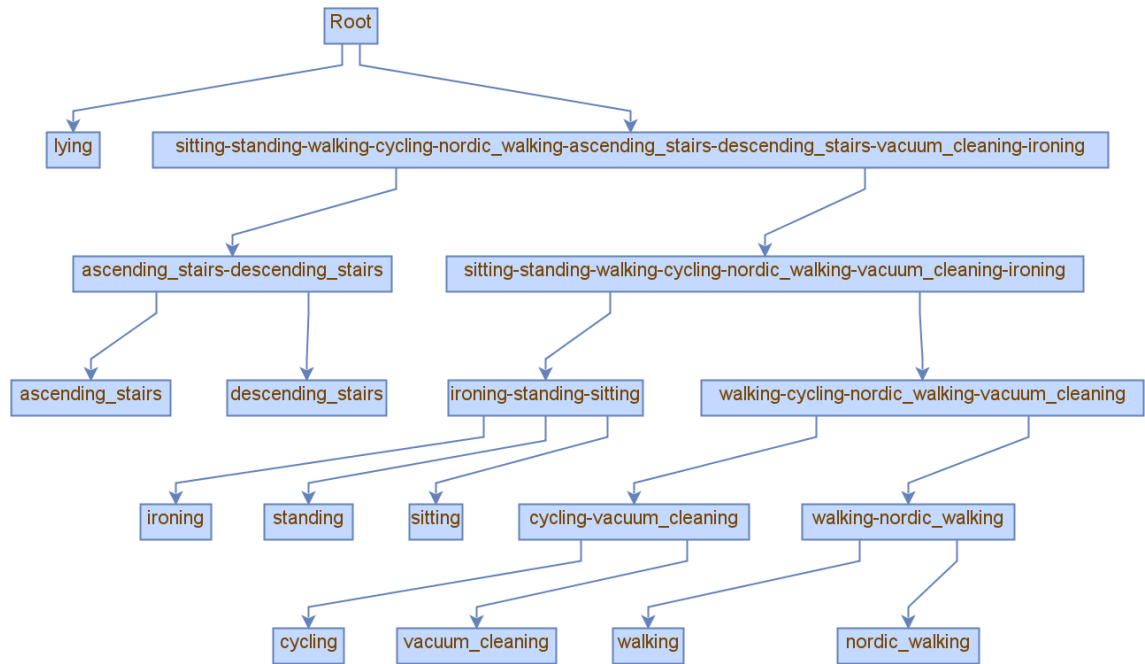 Root
lying
sitting-standing-walking-cycling-nordic_walking-ascending_stairs-descending_stairs-vacuum_cleaning-ironing
ascending_stairs-descending_stairs
sitting-standing-walking-cycling-nordic_walking-vacuum_cleaning-ironing
ascending_stairs
descending_stairs
ironing-standing-sitting
walking-cycling-nordic_walking-vacuum_cleaning
ironing
standing
sitting
cycling-vacuum_cleaning
walking-nordic_walking
cycling
vacuum_cleaning
walking
nordic_walking